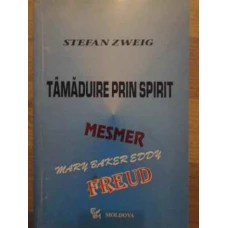 STEFAN ZWEIG
TĂMĂDUIRE PRIN SPIRIT
MESMER
MARY BAKER EDDY
FREUD
MOLDOVA